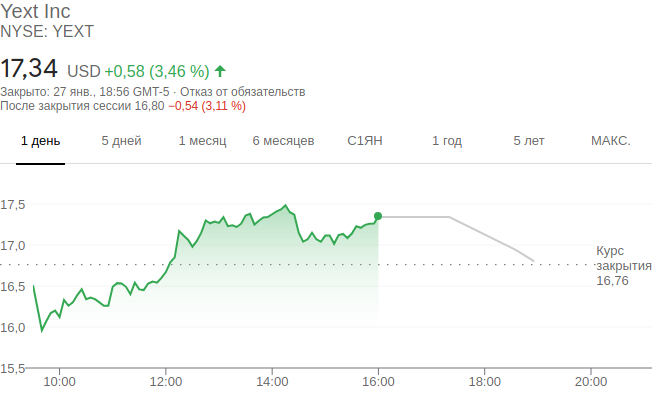 Yext Inc
NYSE: YEXT
17,34 USD +0,58 (3,46 %)
Закрыто: 27 янв., 18:56 GMT-5 · Отказ от обязательств
После закрытия сессии 16,80 −0,54 (3,11 %)
1 день 5 дней 1 месяц 6 месяцев С1ЯН 1 год 5 лет МАКС.
17,5
17,0
Курс
закрытия
16,76
16,5
16,0
15,5
10:00 12:00 14:00 16:00 18:00 20:00